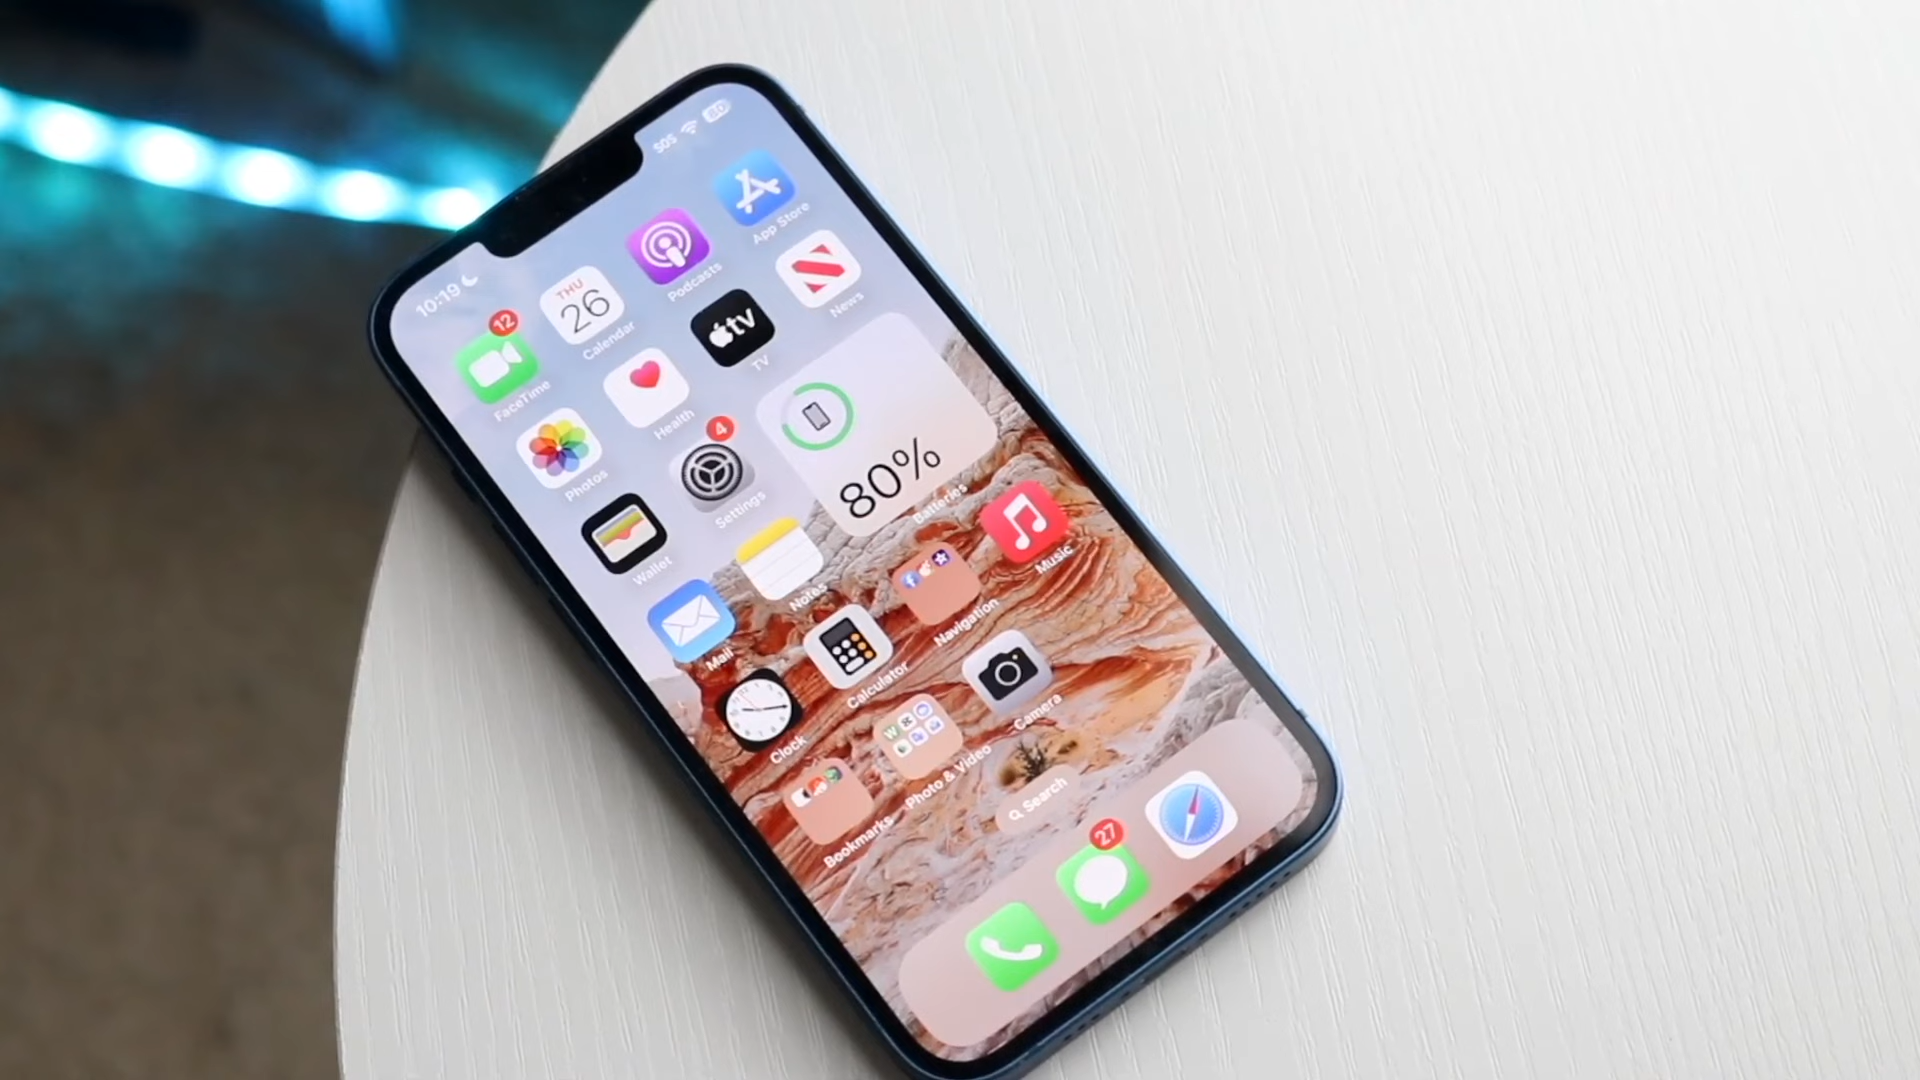 10:19
SOS
80
12
FaceTime
THU
26
Calendar
Podcasts
App Store
Photos
Health
tv
TV
News
Wallet
4
Settings
80%
Batteries
Mail
Notes
Navigation
Music
Clock
Calculator
Camera
Bookmarks
Photo & Video
Search
27